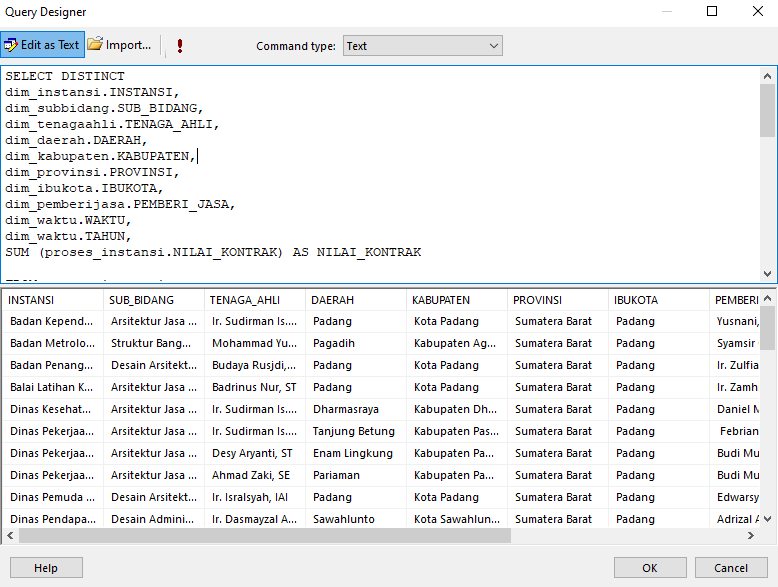 Query Designer
Edit as Text Import... Command type: Text
SELECT DISTINCT
dim_instansi.INSTANSI,
dim_subbidang.SUB_BIDANG,
dim_tenagaahli.TENAGA_AHLI,
dim_daerah.DAERAH,
dim_kabupaten.KABUPATEN,
dim_provinsi.PROVINSI,
dim_ibukota.IBUKOTA,
dim_pemberijasa.PEMBERI_JASA,
dim_waktu.WAKTU,
dim_waktu.TAHUN,
SUM (proses_instansi.NILAI_KONTRAK) AS NILAI_KONTRAK
INSTANSI SUB_BIDANG TENAGA_AHLI DAERAH KABUPATEN PROVINSI IBUKOTA PEMBERI
Badan Kepend... Arsitektur Jasa ... Ir. Sudirman Is.... Padang Kota Padang Sumatera Barat Padang Yusnani,
Badan Metrolo... Struktur Bang... Mohammad Yu... Pagadih Kabupaten Ag... Sumatera Barat Padang Syamsir
Badan Penang... Desain Arsitekt... Budaya Rusjdi,... Padang Kota Padang Sumatera Barat Padang Ir. Zulfia
Balai Latihan K... Arsitektur Jasa ... Badrinus Nur, ST Padang Kota Padang Sumatera Barat Padang Ir. Zamh
Dinas Kesehat... Arsitektur Jasa ... Ir. Sudirman Is.... Dharmasraya Kabupaten Dh... Sumatera Barat Padang Daniel M
Dinas Pekerjaa... Arsitektur Jasa ... Ir. Sudirman Is.... Tanjung Betung Kabupaten Pas... Sumatera Barat Padang Febrian
Dinas Pekerjaa... Arsitektur Jasa ... Desy Aryanti, ST Enam Lingkung Kabupaten Pa... Sumatera Barat Padang Budi Mu
Dinas Pekerjaa... Arsitektur Jasa ... Ahmad Zaki, SE Pariaman Kabupaten Pa... Sumatera Barat Padang Budi Mu
Dinas Pemuda ... Desain Arsitekt... Ir. Isralsyah, IAI Padang Kota Padang Sumatera Barat Padang Edwarsy
Dinas Pendapa... Desain Admini... Ir. Dasmayzal A... Sawahlunto Kota Sawahlun... Sumatera Barat Padang Adrizal A
Help OK Cancel